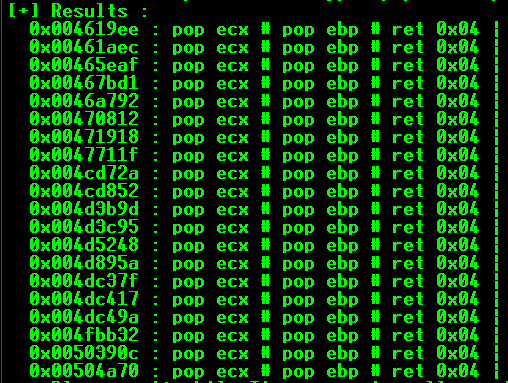 [+] Results :
0x004619ee : pop ecx # pop ebp # ret 0x04 |
0x00461aec : pop ecx # pop ebp # ret 0x04 |
0x00465eaf : pop ecx # pop ebp # ret 0x04 |
0x00467bd1 : pop ecx # pop ebp # ret 0x04 |
0x0046a792 : pop ecx # pop ebp # ret 0x04 |
0x00470812 : pop ecx # pop ebp # ret 0x04 |
0x00471918 : pop ecx # pop ebp # ret 0x04 |
0x0047711f : pop ecx # pop ebp # ret 0x04 |
0x004cd72a : pop ecx # pop ebp # ret 0x04 |
0x004cd852 : pop ecx # pop ebp # ret 0x04 |
0x004d3b9d : pop ecx # pop ebp # ret 0x04 |
0x004d3c95 : pop ecx # pop ebp # ret 0x04 |
0x004d5248 : pop ecx # pop ebp # ret 0x04 |
0x004d895a : pop ecx # pop ebp # ret 0x04 |
0x004dc37f : pop ecx # pop ebp # ret 0x04 |
0x004dc417 : pop ecx # pop ebp # ret 0x04 |
0x004dc49a : pop ecx # pop ebp # ret 0x04 |
0x004fbb32 : pop ecx # pop ebp # ret 0x04 |
0x0050390c : pop ecx # pop ebp # ret 0x04 |
0x00504a70 : pop ecx # pop ebp # ret 0x04 |